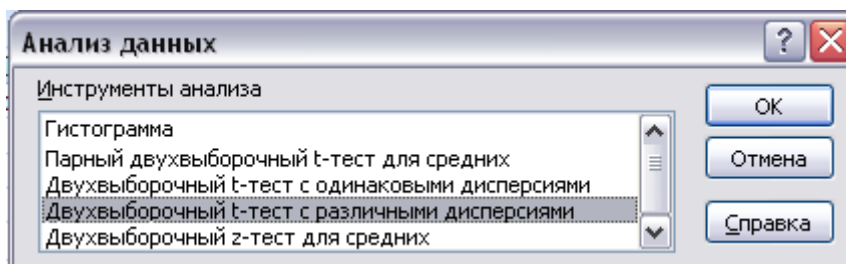 Анализ данных
Инструменты анализа
Гистограмма
Парный двухвыборочный t-тест для средних
Двухвыборочный t-тест с одинаковыми дисперсиями
Двухвыборочный t-тест с различными дисперсиями
Двухвыборочный z-тест для средних
ОК
Отмена
Справка